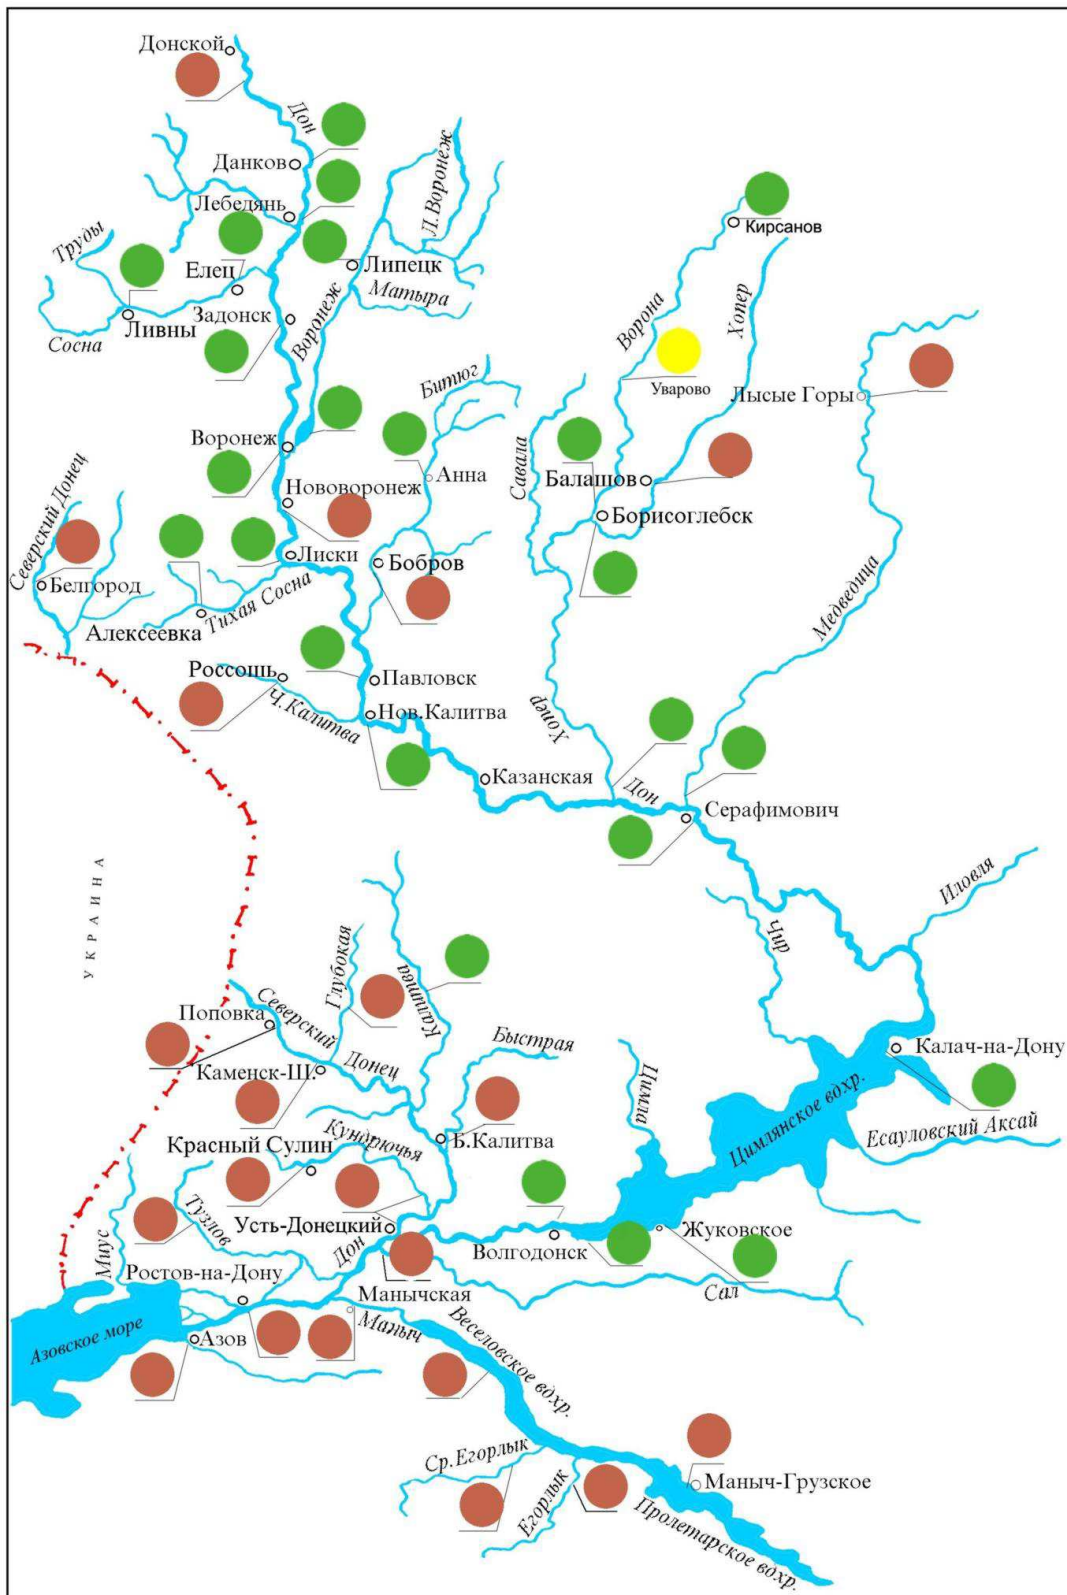 Донской
Дон
Данков
Л.Воронеж
Лебедянь
Кирсанов
Труды
Елец
Липецк
Матыра
Хопер
Ворона
Воронеж
Задонск
Ливны
Сосна
Битюг
Уварово
Лысые Горы
Савала
Воронеж
Анна
Балашов
Нововоронеж
Борисоглебск
Северский Донец
Лиски
Бобров
Белгород
Тихая Сосна
Алексеевка
Медведица
Россошь
Павловск
Ч.Калитва
Нов.Калитва
Хопер
Казанская
Дон
Серафимович
УКРАИНА
Иловля
Чир
Глубокая
Калитва
Поповка
Северский
Донец
Быстрая
Калач-на-Дону
Каменск-Ш.
Цимла
Цимлянское вдхр.
Есауловский Аксай
Красный Сулин
Кундрючья
Б.Калитва
Тузлов
Усть-Донецкий
Жуковское
Волгодонск
Миус
Дон
Ростов-на-Дону
Сал
Манычская
Маныч
Азовское море
Азов
Веселовское вдхр.
Ср.Егорлык
Егорлык
Маныч-Грузское
Пролетарское вдхр.